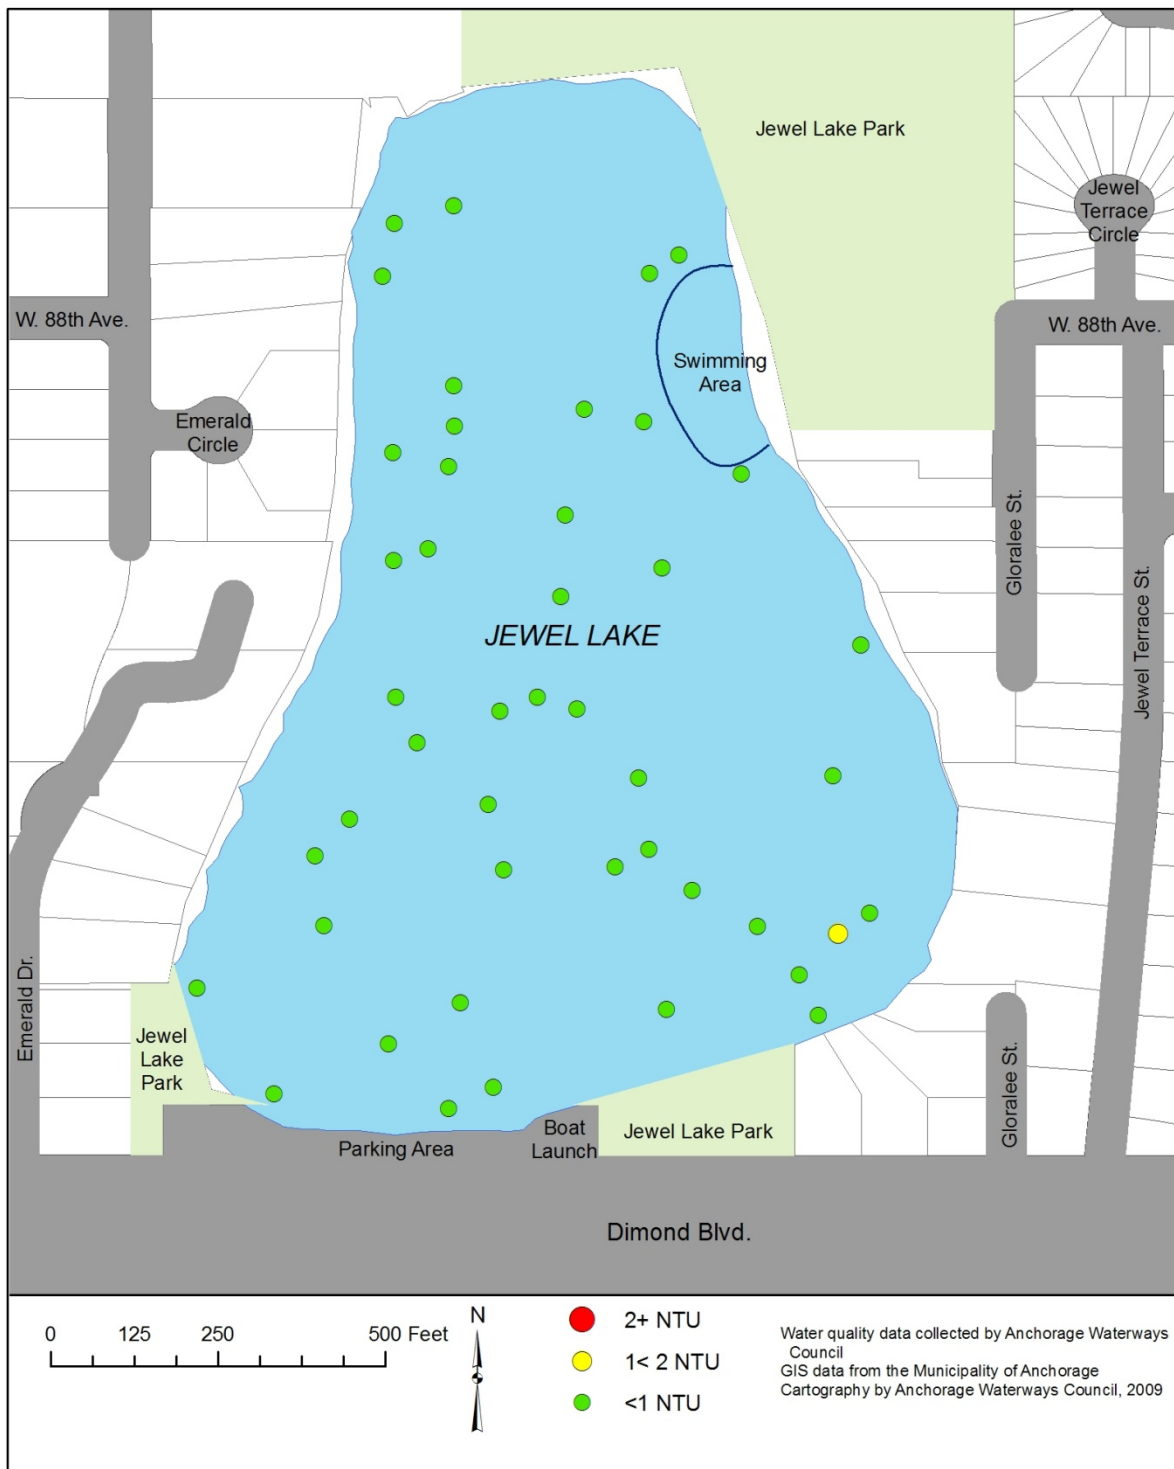 Jewel Lake Park
Jewel
Terrace
Circle
W. 88th Ave.
W. 88th Ave.
Swimming
Area
Emerald
Circle
Gloralee St.
Jewel Terrace St.
JEWEL LAKE
Emerald Dr.
Jewel
Lake
Park
Gloralee St.
Parking Area
Boat
Launch
Jewel Lake Park
Dimond Blvd.
0 125 250 500 Feet
N
2+ NTU
1< 2 NTU
<1 NTU
Water quality data collected by Anchorage Waterways
Council
GIS data from the Municipality of Anchorage
Cartography by Anchorage Waterways Council, 2009